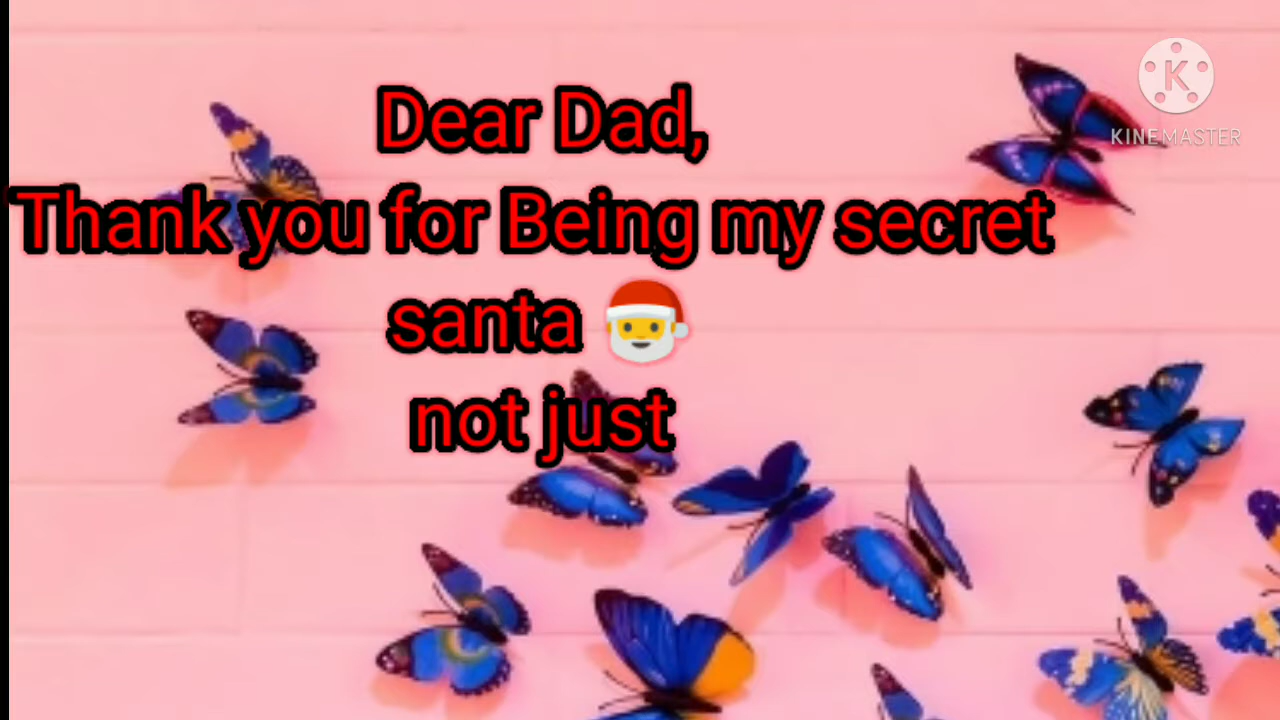 Dear Dad,
Thank you for Being my secret
santa 🎅
not just
K
KINEMASTER